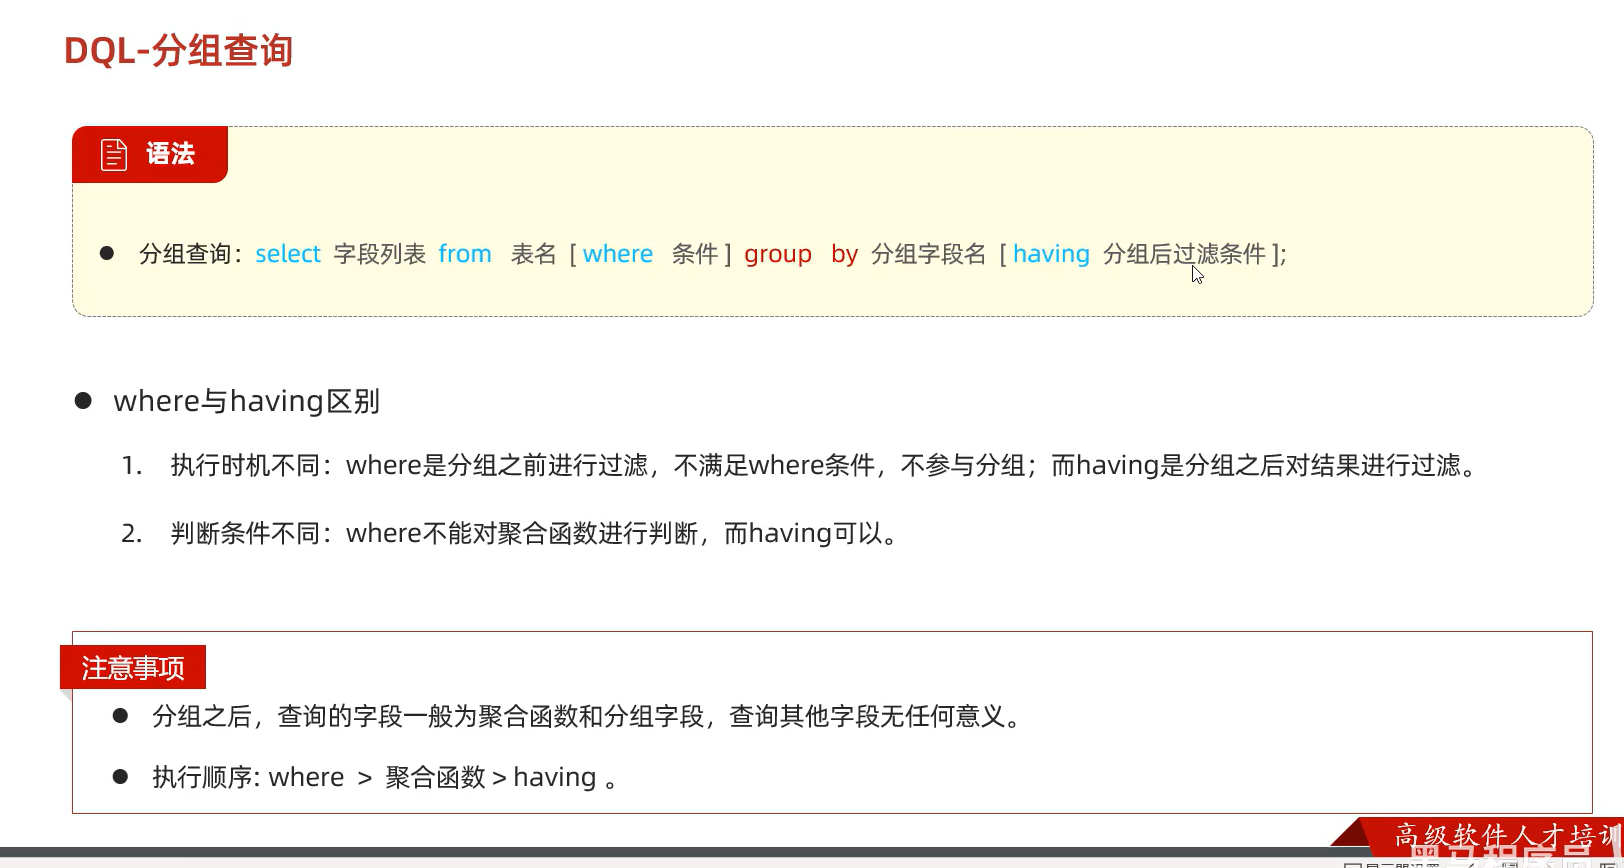 DQL-分组查询
语法
● 分组查询：select 字段列表 from 表名 [ where 条件 ] group by 分组字段名 [ having 分组后过滤条件 ];
● where与having区别
1. 执行时机不同：where是分组之前进行过滤，不满足where条件，不参与分组；而having是分组之后对结果进行过滤。
2. 判断条件不同：where不能对聚合函数进行判断，而having可以。
注意事项
● 分组之后，查询的字段一般为聚合函数和分组字段，查询其他字段无任何意义。
● 执行顺序: where > 聚合函数 > having 。
高级软件人才培训